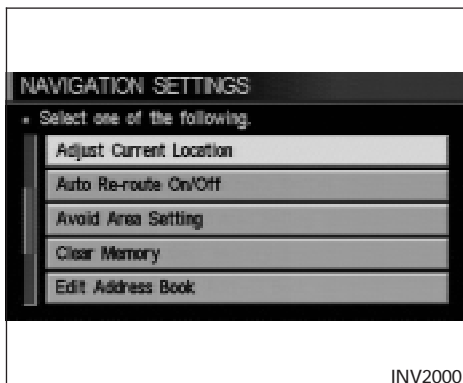 NAVIGATION SETTINGS
• Select one of the following.
Adjust Current Location
Auto Re-route On/Off
Avoid Area Setting
Clear Memory
Edit Address Book
INV2000